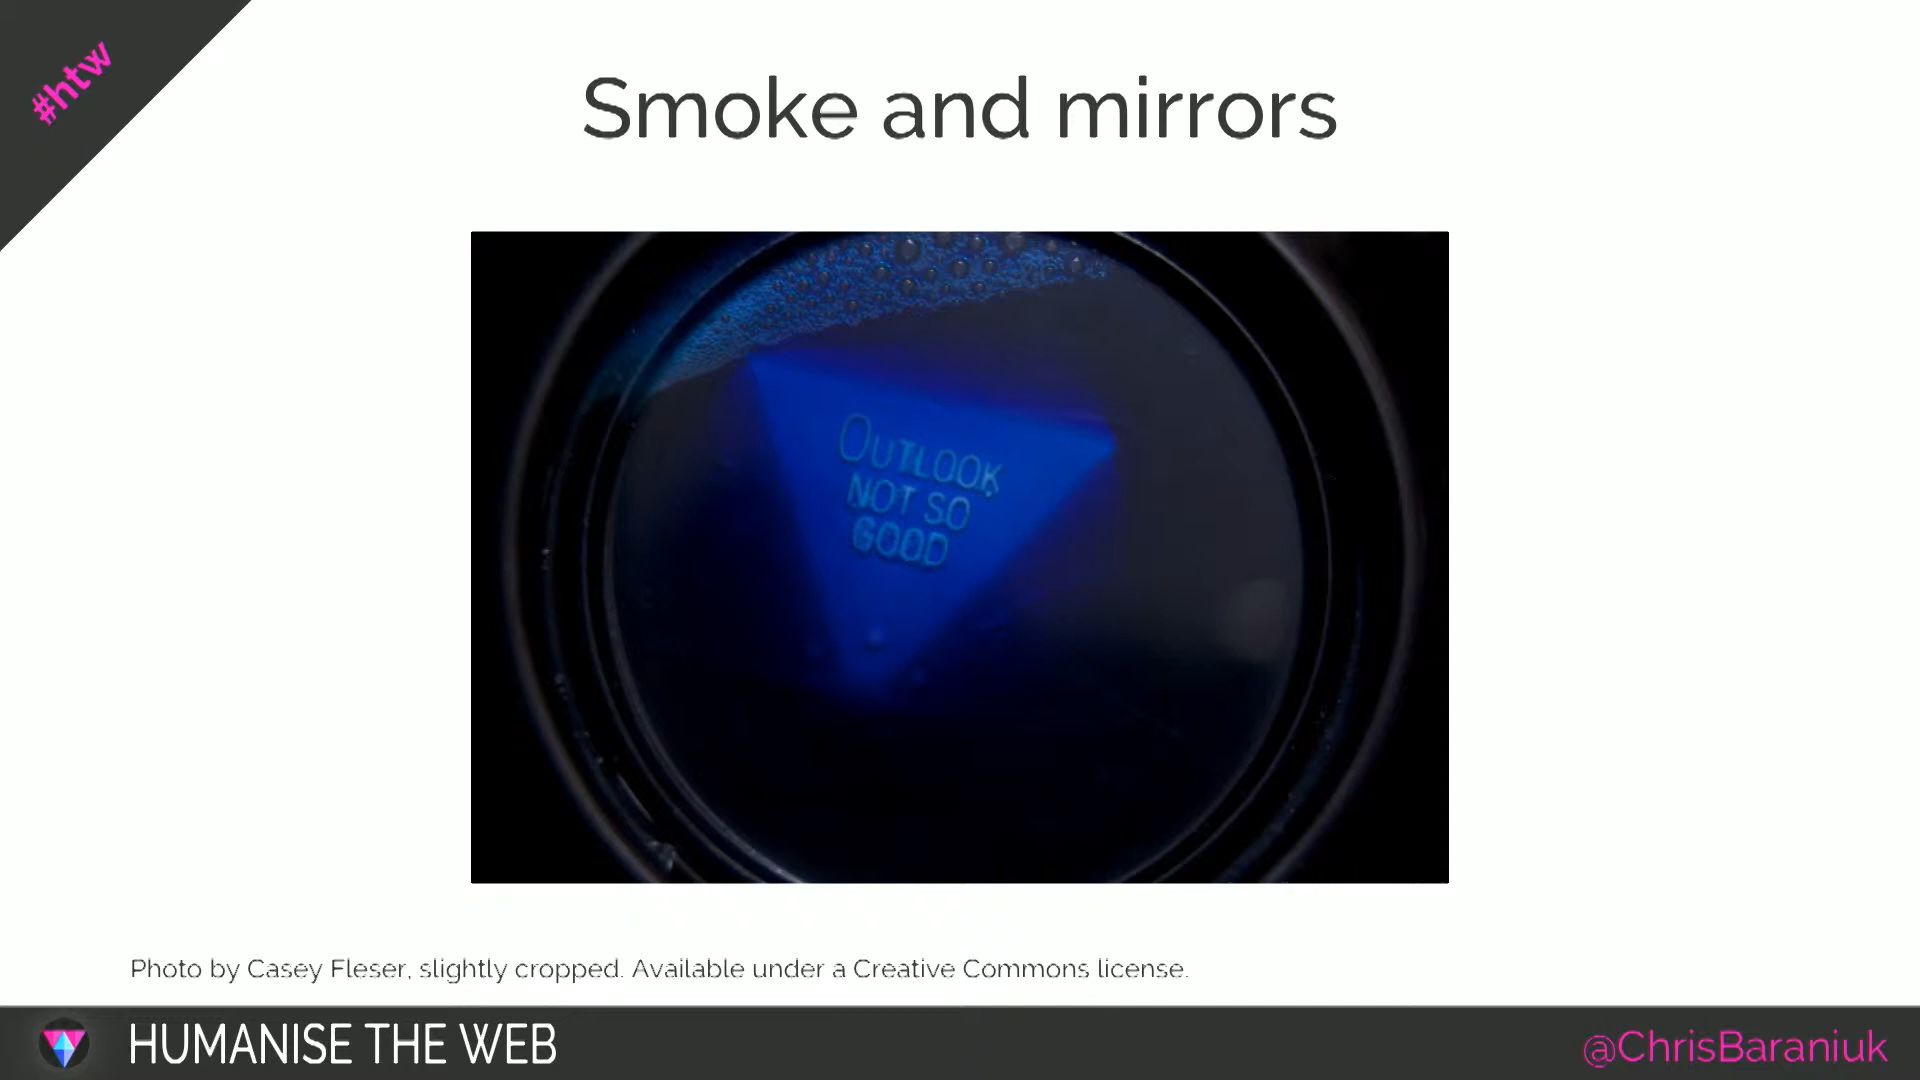 #htw
Smoke and mirrors
OUTLOOK
NOT SO
GOOD
Photo by Casey Fleser, slightly cropped. Available under a Creative Commons license.
HUMANISE THE WEB
@ChrisBaraniuk